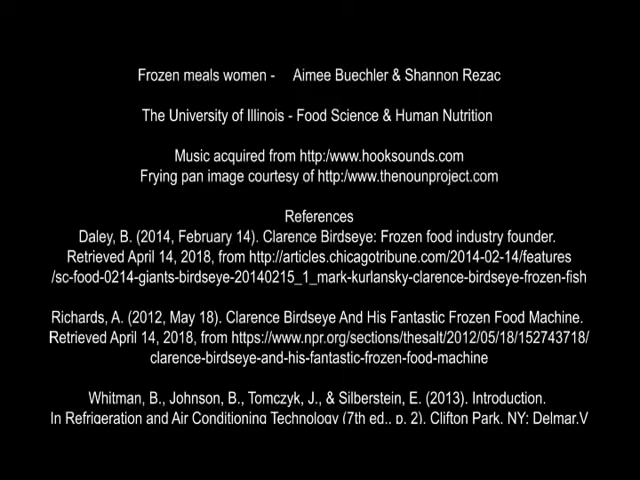 Frozen meals women - Aimee Buechler & Shannon Rezac
The University of Illinois - Food Science & Human Nutrition
Music acquired from http:/www.hooksounds.com
Frying pan image courtesy of http:/www.thenounproject.com
References
Daley, B. (2014, February 14). Clarence Birdseye: Frozen food industry founder.
Retrieved April 14, 2018, from http://articles.chicagotribune.com/2014-02-14/features
/sc-food-0214-giants-birdseye-20140215_1_mark-kurlansky-clarence-birdseye-frozen-fish
Richards, A. (2012, May 18). Clarence Birdseye And His Fantastic Frozen Food Machine.
Retrieved April 14, 2018, from https://www.npr.org/sections/thesalt/2012/05/18/152743718/
clarence-birdseye-and-his-fantastic-frozen-food-machine
Whitman, B., Johnson, B., Tomczyk, J., & Silberstein, E. (2013). Introduction.
In Refrigeration and Air Conditioning Technology (7th ed., p. 2). Clifton Park, NY: Delmar.V